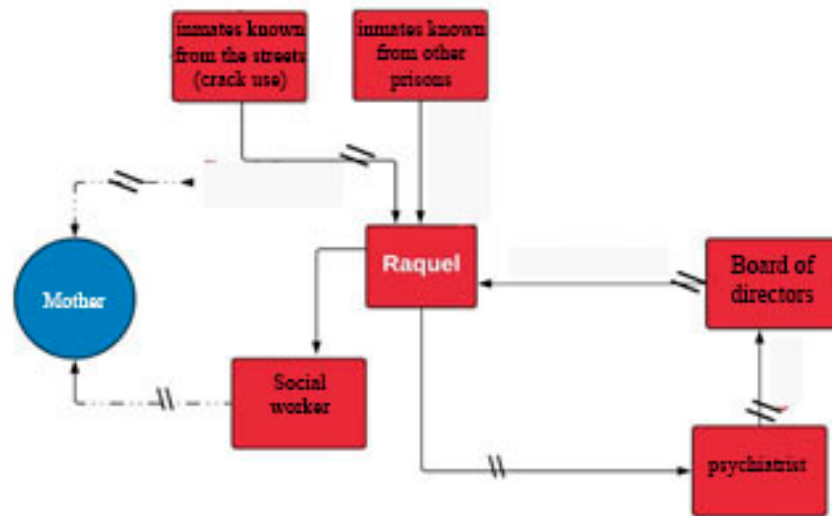 inmates known
from the streets
(crack use)
inmates known
from other
prisons
Raquel
Board of
directors
Mother
Social
worker
psychiatrist